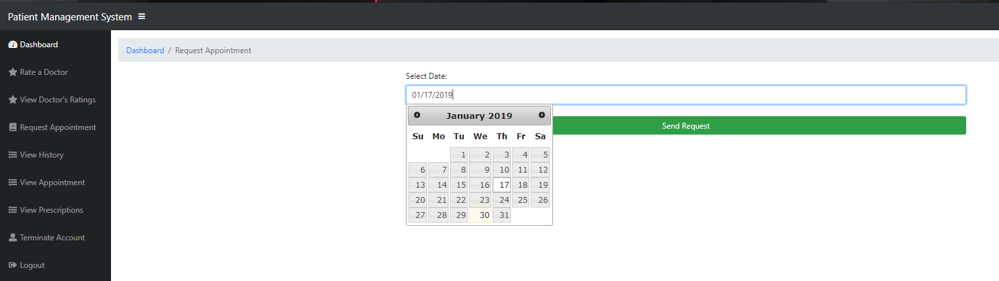 Patient Management System
Dashboard
Rate a Doctor
View Doctor's Ratings
Request Appointment
View History
View Appointment
View Prescriptions
Terminate Account
Logout
Dashboard / Request Appointment
Select Date:
01/17/2019
January 2019
Su Mo Tu We Th Fr Sa
1 2 3 4 5
6 7 8 9 10 11 12
13 14 15 16 17 18 19
20 21 22 23 24 25 26
27 28 29 30 31
Send Request